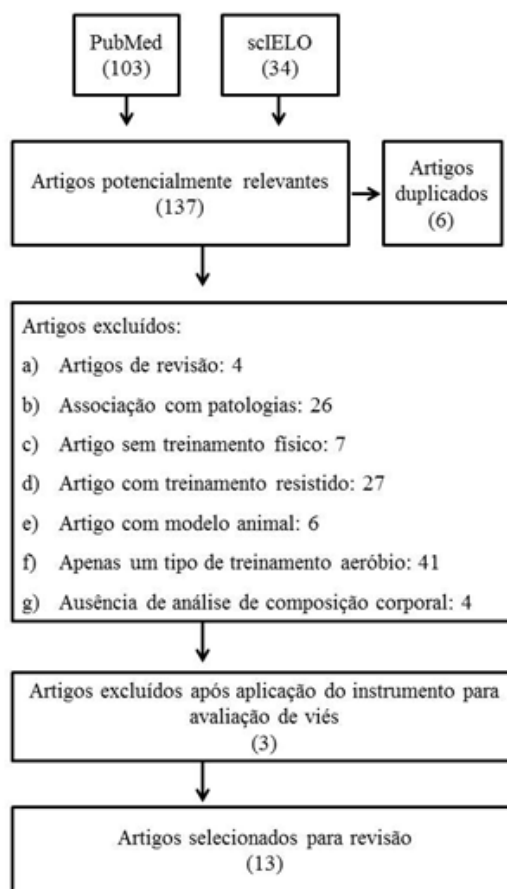 PubMed
(103)
scIELO
(34)
Artigos potencialmente relevantes
(137)
Artigos
duplicados
(6)
Artigos excluídos:
a) Artigos de revisão: 4
b) Associação com patologias: 26
c) Artigo sem treinamento físico: 7
d) Artigo com treinamento resistido: 27
e) Artigo com modelo animal: 6
f) Apenas um tipo de treinamento aeróbio: 41
g) Ausência de análise de composição corporal: 4
Artigos excluídos após aplicação do instrumento para
avaliação de viés
(3)
Artigos selecionados para revisão
(13)